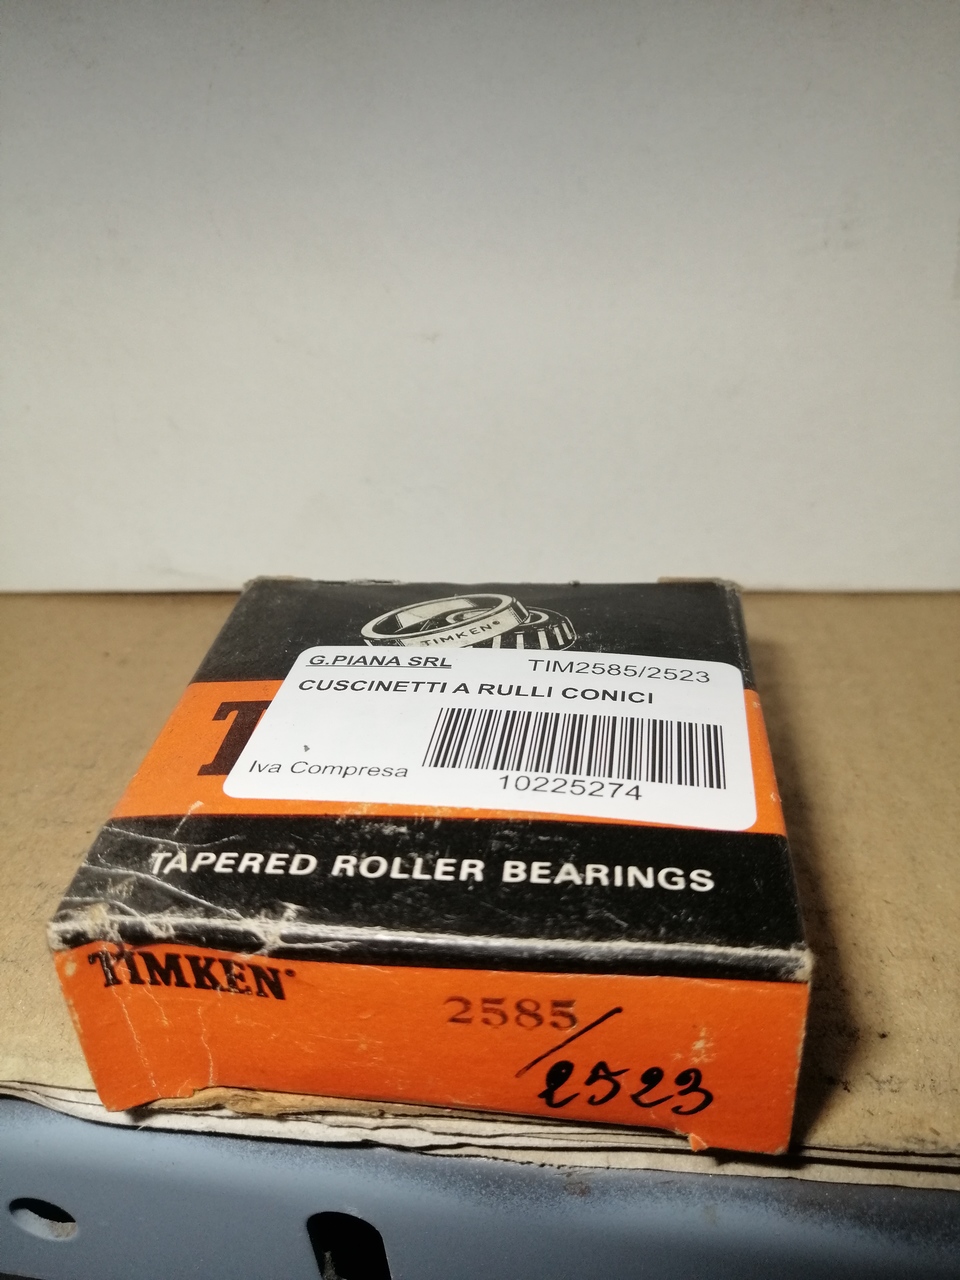 TIMKEN®
G.PIANA SRL TIM2585/2523
CUSCINETTI A RULLI CONICI
Iva Compresa
10225274
TAPERED ROLLER BEARINGS
TIMKEN®
2585/
2523